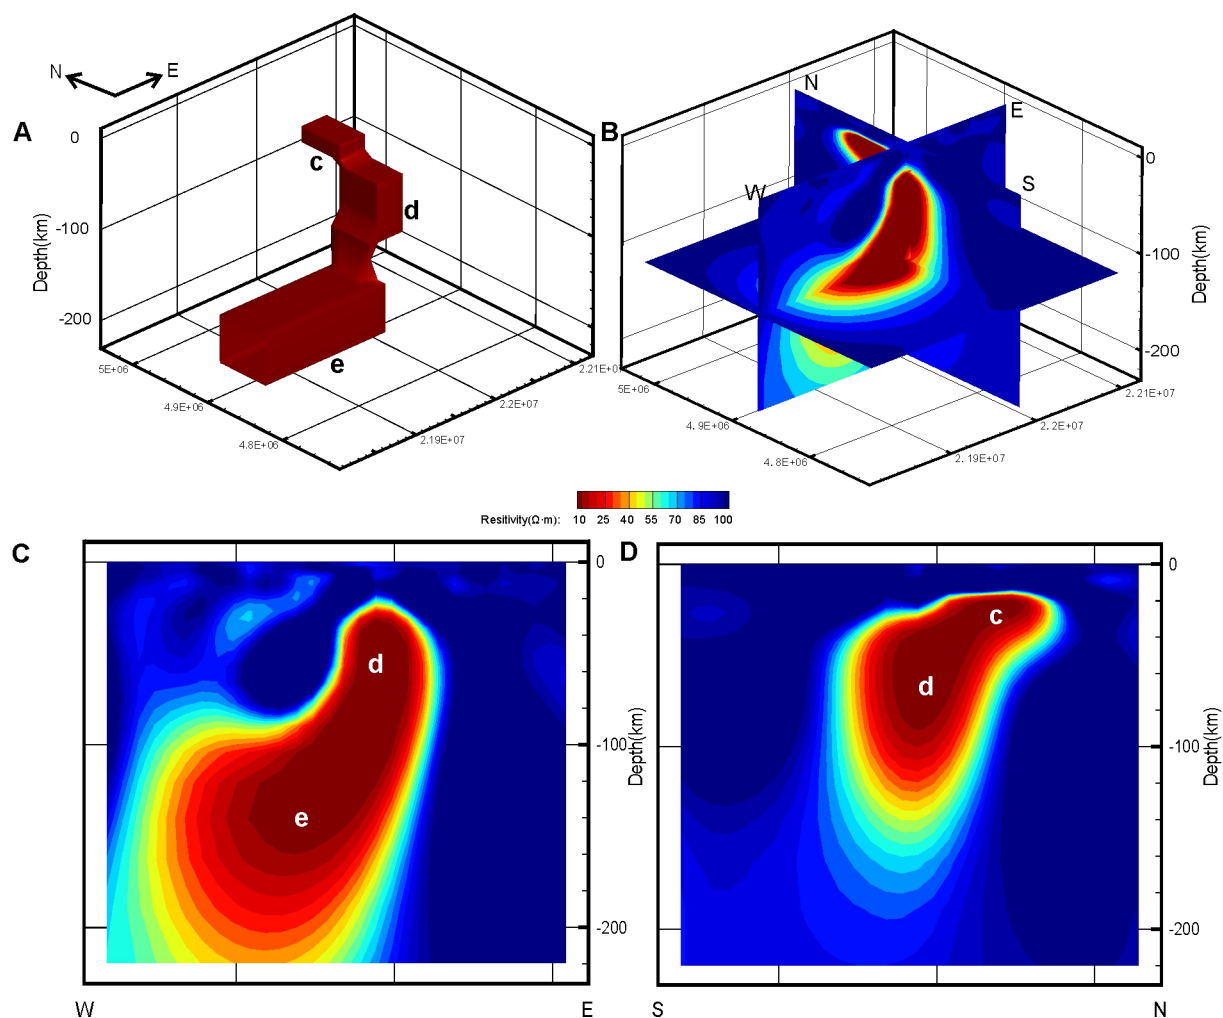 N
E
A
0
c
d
-100
Depth(km)
-200
e
5E+06
4.9E+06
4.8E+06
2.19E+07
2.2E+07
2.21E+0
B
N
E
W
S
0
-100
Depth(km)
-200
5E+06
4.9E+06
4.8E+06
2.19E+07
2.2E+07
2.21E+07
Resitivity(Ω·m): 10 25 40 55 70 85 100
C
0
d
-100
Depth(km)
e
-200
W E
D
0
c
d
-100
Depth(km)
-200
S N